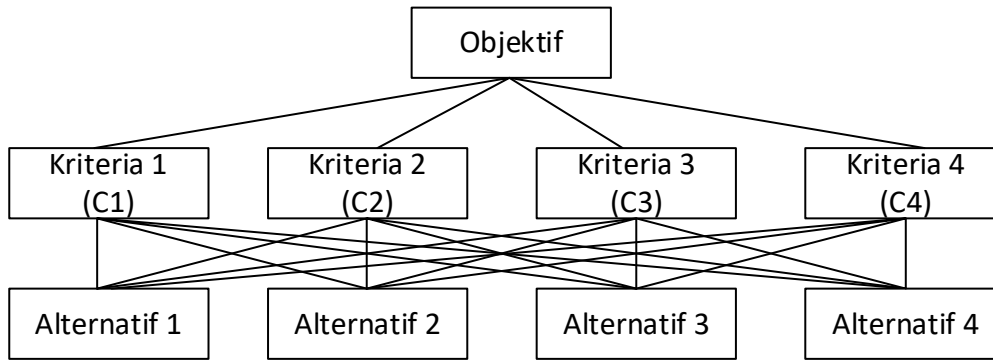 Objektif
Kriteria 1
(C1)
Kriteria 2
(C2)
Kriteria 3
(C3)
Kriteria 4
(C4)
Alternatif 1
Alternatif 2
Alternatif 3
Alternatif 4